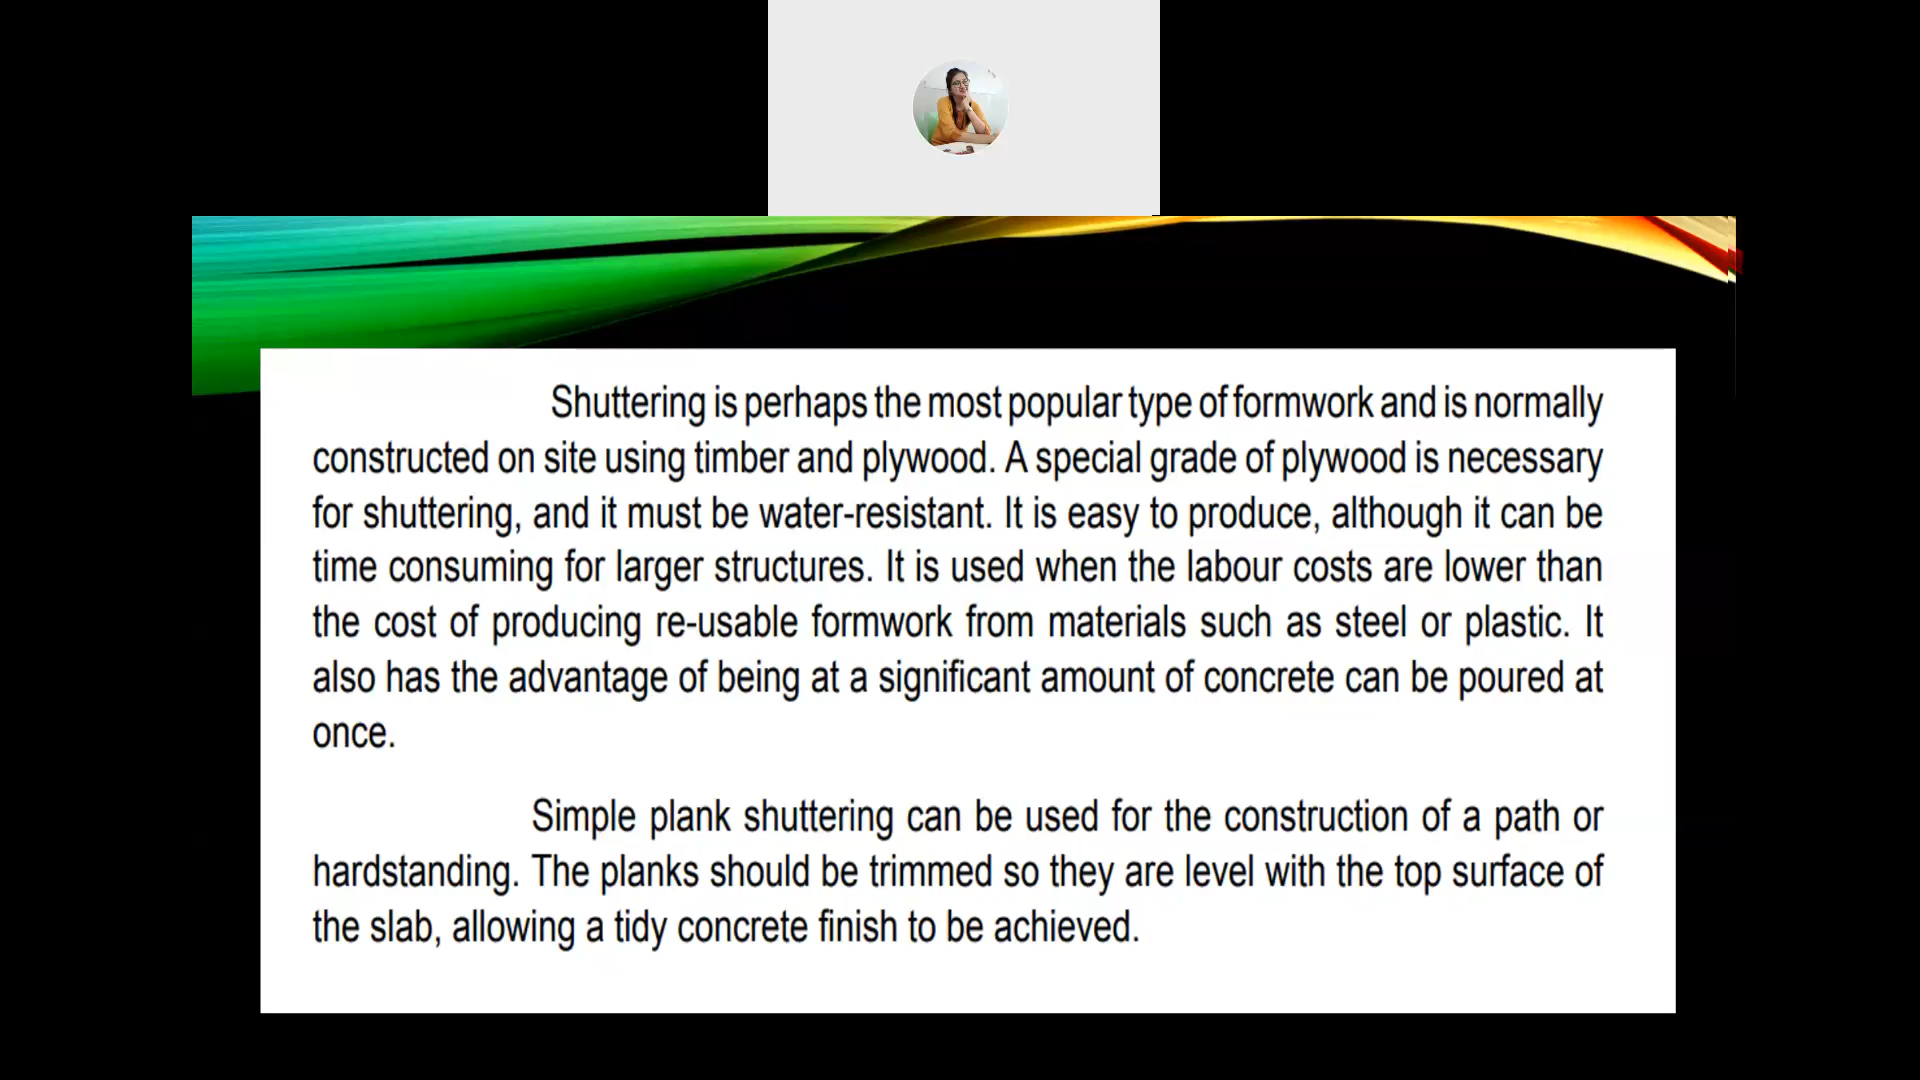 Shuttering is perhaps the most popular type of formwork and is normally
constructed on site using timber and plywood. A special grade of plywood is necessary
for shuttering, and it must be water-resistant. It is easy to produce, although it can be
time consuming for larger structures. It is used when the labour costs are lower than
the cost of producing re-usable formwork from materials such as steel or plastic. It
also has the advantage of being at a significant amount of concrete can be poured at
once.
Simple plank shuttering can be used for the construction of a path or
hardstanding. The planks should be trimmed so they are level with the top surface of
the slab, allowing a tidy concrete finish to be achieved.